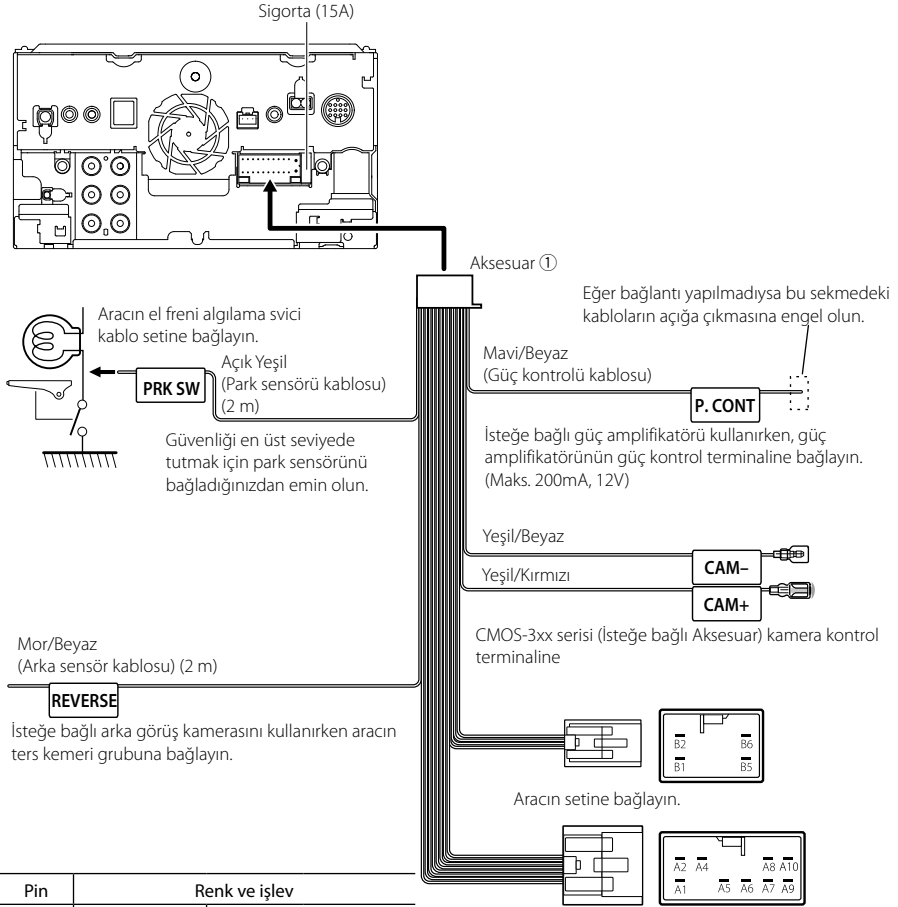 Sigorta (15A)
Aksesuar ①
Eğer bağlantı yapılmadıysa bu sekmedeki
kabloların açığa çıkmasına engel olun.
Aracın el freni algılama svici
kablo setine bağlayın.
Açık Yeşil
(Park sensörü kablosu)
(2 m)
PRK SW
Güvenliği en üst seviyede
tutmak için park sensörünü
bağladığınızdan emin olun.
Mavi/Beyaz
(Güç kontrolü kablosu)
P. CONT
İsteğe bağlı güç amplifikatörü kullanırken, güç
amplifikatörünün güç kontrol terminaline bağlayın.
(Maks. 200mA, 12V)
Yeşil/Beyaz
CAM–
Yeşil/Kırmızı
CAM+
CMOS-3xx serisi (İsteğe bağlı Aksesuar) kamera kontrol
terminaline
Mor/Beyaz
(Arka sensör kablosu) (2 m)
REVERSE
İsteğe bağlı arka görüş kamerasını kullanırken aracın
ters kemeri grubuna bağlayın.
B2 B6
B1 B5
Aracın setine bağlayın.
A2 A4 A8 A10
A1 A5 A6 A7 A9
Pin Renk ve işlev